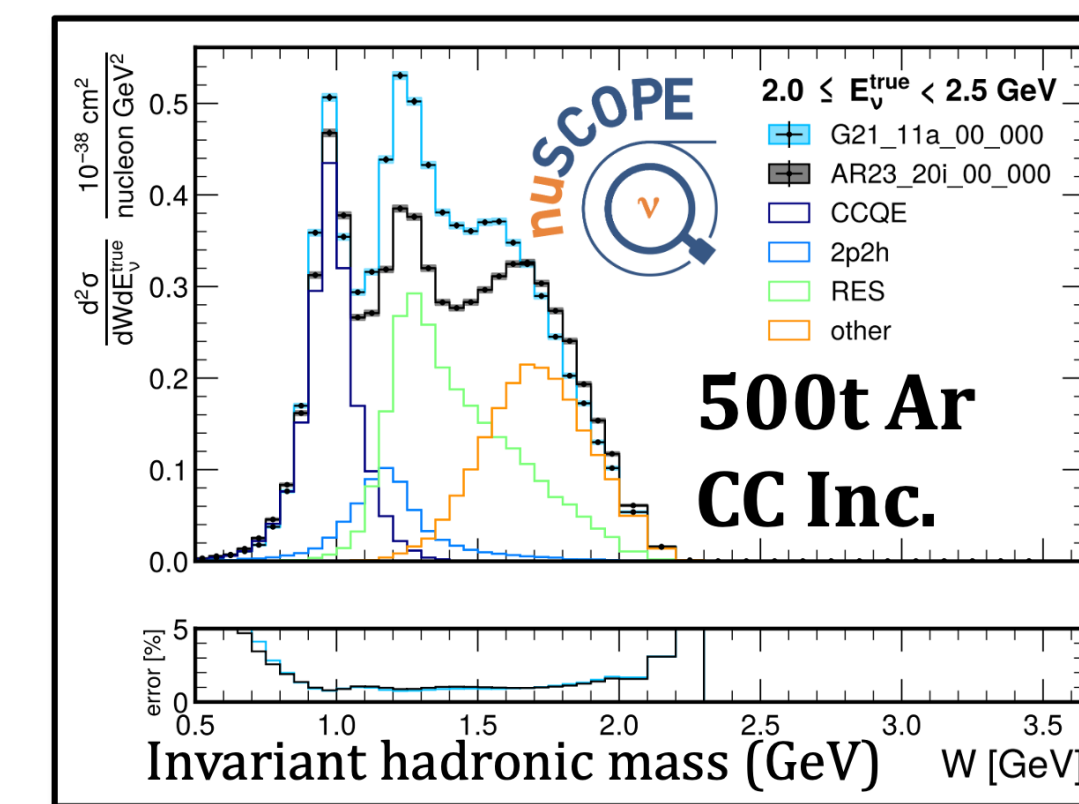 d²σ
dWdE_ν^true
10⁻³⁸ cm²
nucleon GeV²
0.5
0.4
0.3
0.2
0.1
0.0
nuSCOPE
ν
2.0 ≤ E_ν^true < 2.5 GeV
G21_11a_00_000
AR23_20i_00_000
CCQE
2p2h
RES
other
500t Ar
CC Inc.
error [%]
5
0
0.5 1.0 1.5 2.0 2.5 3.0 3.5
Invariant hadronic mass (GeV)
W [GeV]